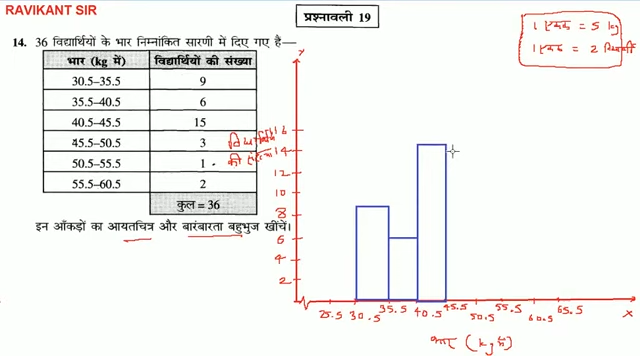 RAVIKANT SIR
प्रश्नावली 19
1 एकक = 5 kg
1 एकक = 2 विद्यार्थी
14. 36 विद्यार्थियों के भार निम्नांकित सारणी में दिए गए हैं—
भार (kg में) विद्यार्थियों की संख्या
30.5–35.5 9
35.5–40.5 6
40.5–45.5 15
45.5–50.5 3
50.5–55.5 1
55.5–60.5 2
कुल = 36
इन आँकड़ों का आयतचित्र और बारंबारता बहुभुज खींचें।
Y
विद्यार्थियों
की संख्या
16
14
12
10
8
6
4
2
25.5 30.5 35.5 40.5 45.5 50.5 55.5 60.5 65.5
X
भार (kg में)